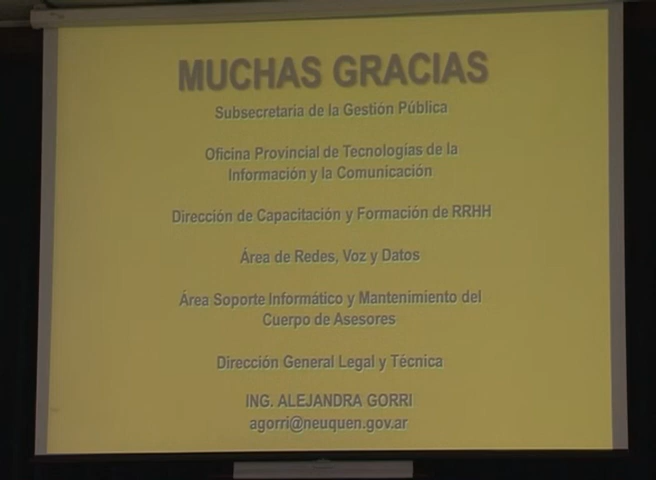 MUCHAS GRACIAS
Subsecretaria de la Gestión Pública
Oficina Provincial de Tecnologías de la
Información y la Comunicación
Dirección de Capacitación y Formación de RRHH
Área de Redes, Voz y Datos
Área Soporte Informático y Mantenimiento del
Cuerpo de Asesores
Dirección General Legal y Técnica
ING. ALEJANDRA GORRI
agorri@neuquen.gov.ar